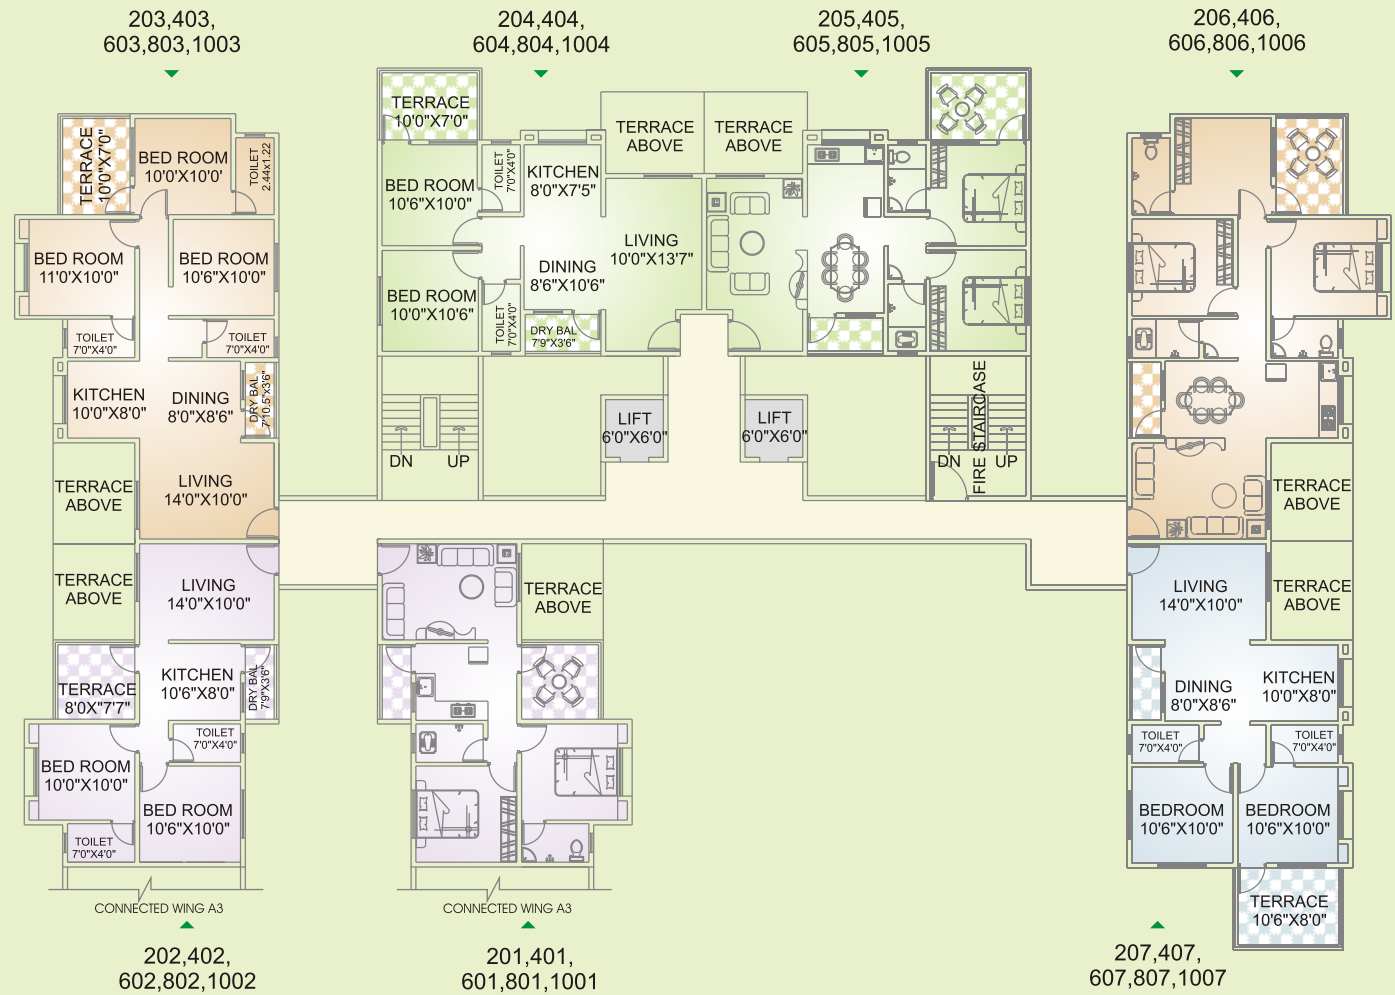 203,403,
603,803,1003
204,404,
604,804,1004
205,405,
605,805,1005
206,406,
606,806,1006
TERRACE
10'0"X7'0"
BED ROOM
10'0"X10'0'
TOILET
2.44x1.22
BED ROOM
11'0"X10'0"
BED ROOM
10'6"X10'0"
TOILET
7'0"X4'0"
TOILET
7'0"X4'0"
KITCHEN
10'0"X8'0"
DINING
8'0"X8'6"
DRY BAL
7'10.5"x3'6"
LIVING
14'0"X10'0"
TERRACE
ABOVE
TERRACE
10'0"X7'0"
BED ROOM
10'6"X10'0"
TOILET
7'0"X4'0"
KITCHEN
8'0"X7'5"
TERRACE
ABOVE
TERRACE
ABOVE
LIVING
10'0"X13'7"
DINING
8'6"X10'6"
BED ROOM
10'0"X10'6"
TOILET
7'0"X4'0"
DRY BAL
7'9"X3'6"
DN
UP
LIFT
6'0"X6'0"
LIFT
6'0"X6'0"
FIRE STAIRCASE
DN
UP
TERRACE
ABOVE
TERRACE
ABOVE
LIVING
14'0"X10'0"
TERRACE
8'0X"7'7"
KITCHEN
10'6"X8'0"
DRY BAL
7'9"X3'6"
TOILET
7'0"X4'0"
BED ROOM
10'0"X10'0"
BED ROOM
10'6"X10'0"
TOILET
7'0"X4'0"
CONNECTED WING A3
TERRACE
ABOVE
CONNECTED WING A3
TERRACE
ABOVE
LIVING
14'0"X10'0"
KITCHEN
10'0"X8'0"
DINING
8'0"X8'6"
TOILET
7'0"X4'0"
TOILET
7'0"X4'0"
BEDROOM
10'6"X10'0"
BEDROOM
10'6"X10'0"
TERRACE
10'6"X8'0"
202,402,
602,802,1002
201,401,
601,801,1001
207,407,
607,807,1007